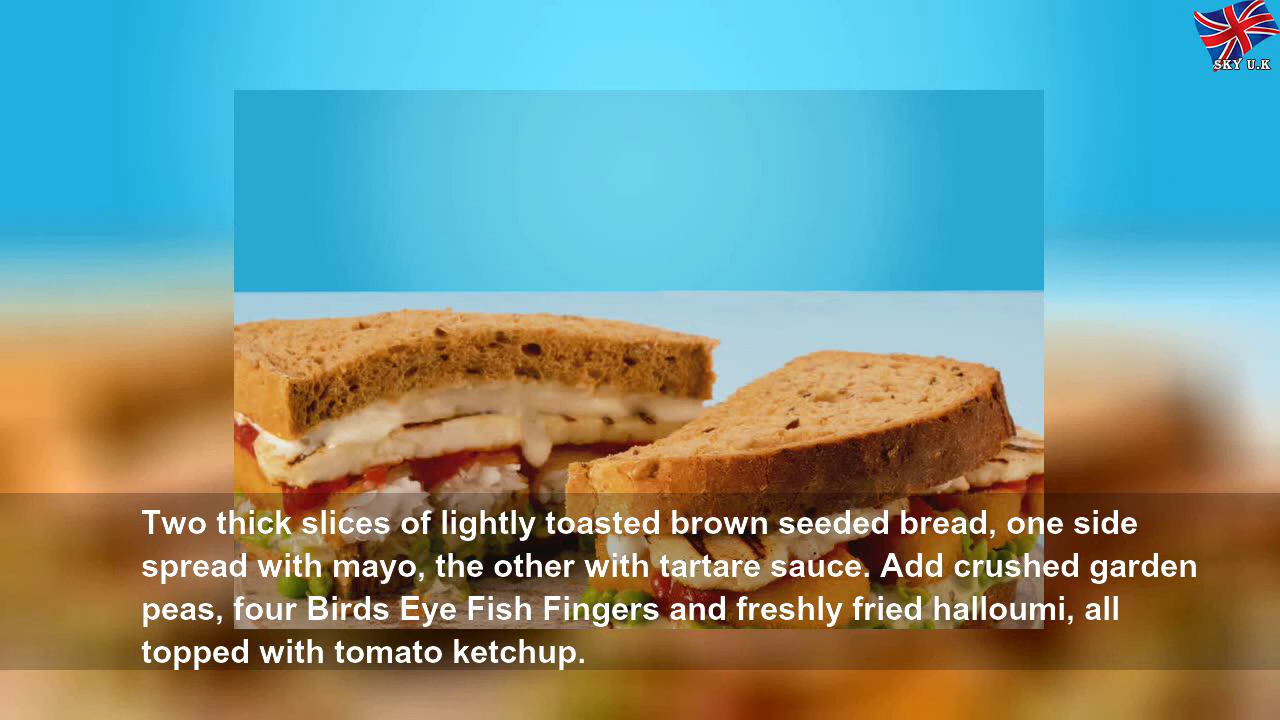 SKY U.K
Two thick slices of lightly toasted brown seeded bread, one side
spread with mayo, the other with tartare sauce. Add crushed garden
peas, four Birds Eye Fish Fingers and freshly fried halloumi, all
topped with tomato ketchup.